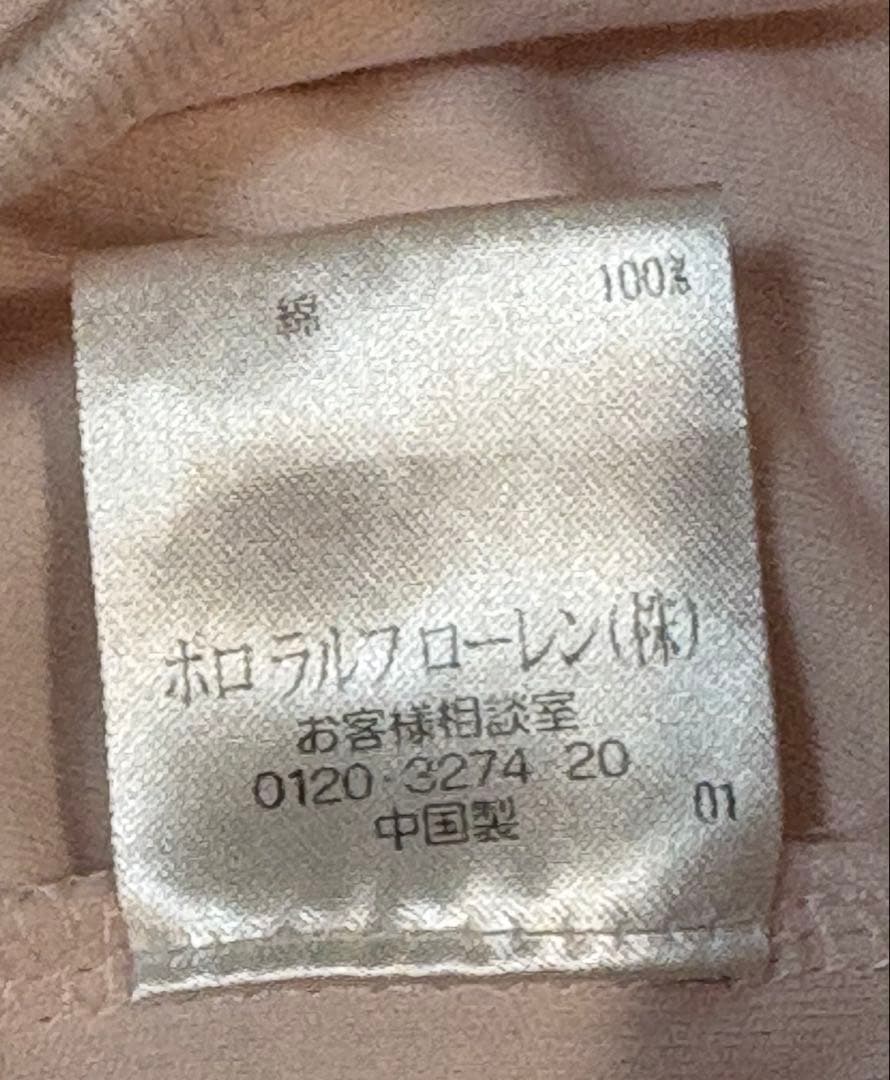 綿 100%
ポロ ラルフ ローレン(株)
お客様相談室
0120-3274-20
中国製 01